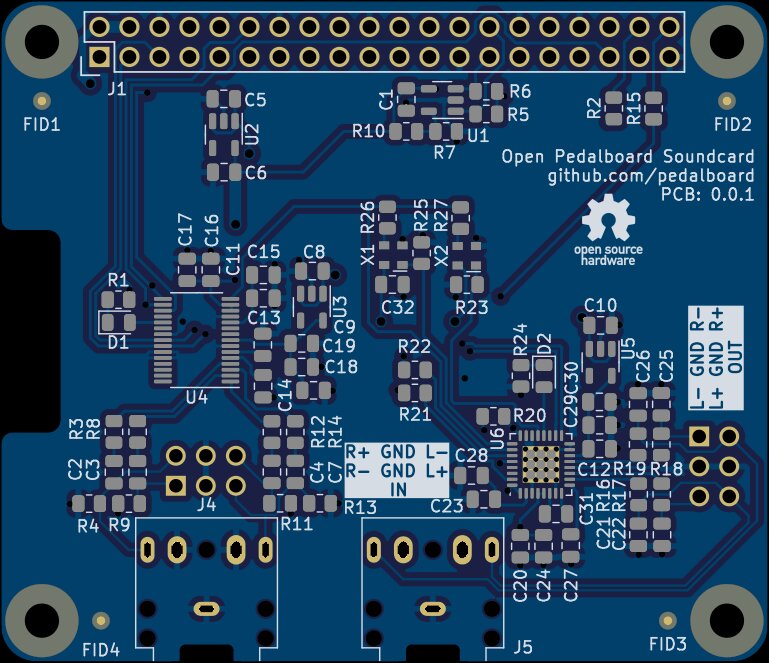 J1
C5
U2
C6
C1
R6
R5
R10
U1
R7
R2
R15
FID1
FID2
Open Pedalboard Soundcard
github.com/pedalboard
PCB: 0.0.1
open source
hardware
C17
C16
C11
C15
C13
C8
U3
C9
C19
C18
C14
R26
R25
R27
X1
X2
C32
R23
R1
D1
U4
R22
R21
R24
D2
R20
U6
C10
U5
C30
C29
C12
C26
C25
R19
R18
L- GND R-
L+ GND R+
OUT
R3
R8
C2
C3
R4
R9
J4
R12
R14
C4
C7
R11
R13
R+ GND L-
R- GND L+
IN
C28
C23
C31
C21
R16
C22
R17
C20
C24
C27
FID4
J5
FID3